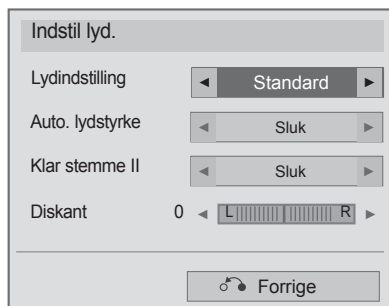 Indstil lyd.
Lydindstilling ◄ Standard ►
Auto. lydstyrke ◄ Sluk ►
Klar stemme II ◄ Sluk ►
Diskant 0 ◄ L R ►
Forrige